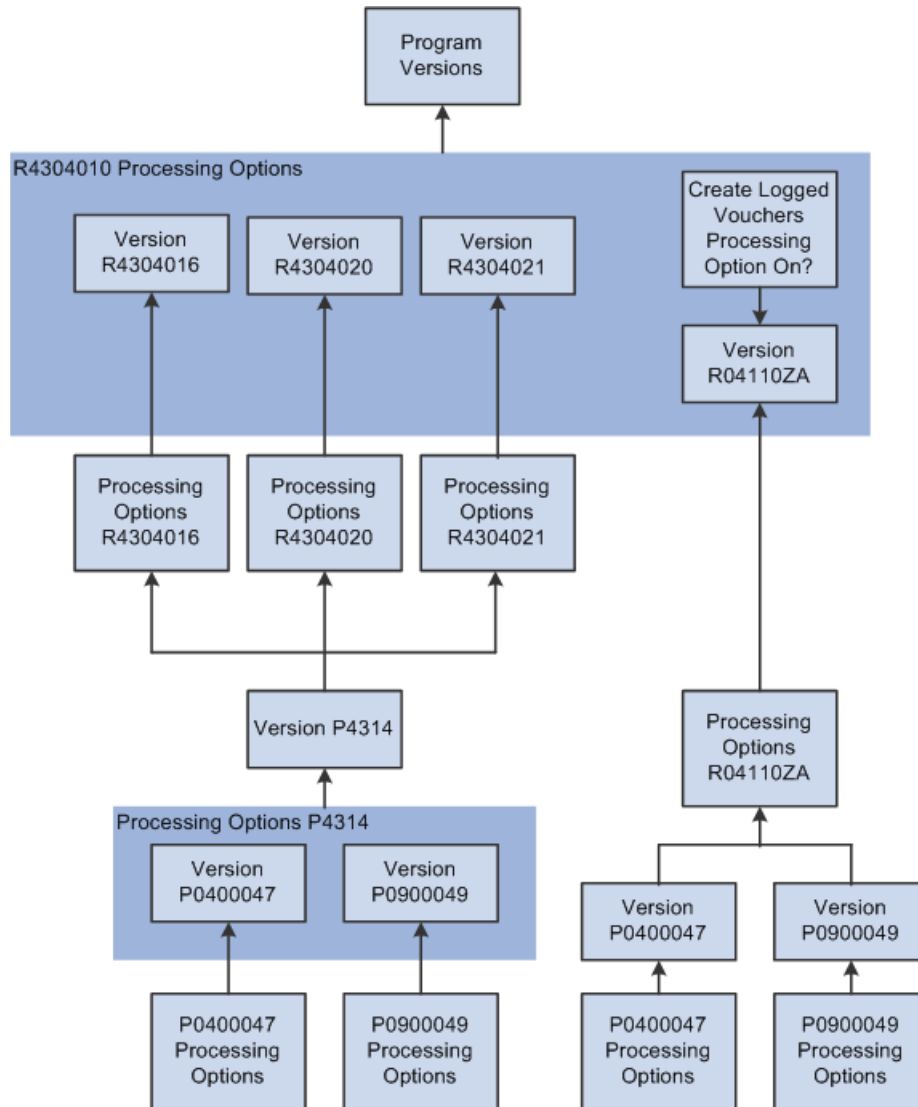 Program
Versions
R4304010 Processing Options
Version
R4304016
Version
R4304020
Version
R4304021
Create Logged
Vouchers
Processing
Option On?
Version
R04110ZA
Processing
Options
R4304016
Processing
Options
R4304020
Processing
Options
R4304021
Version P4314
Processing
Options
R04110ZA
Processing Options P4314
Version
P0400047
Version
P0900049
Version
P0400047
Version
P0900049
P0400047
Processing
Options
P0900049
Processing
Options
P0400047
Processing
Options
P0900049
Processing
Options